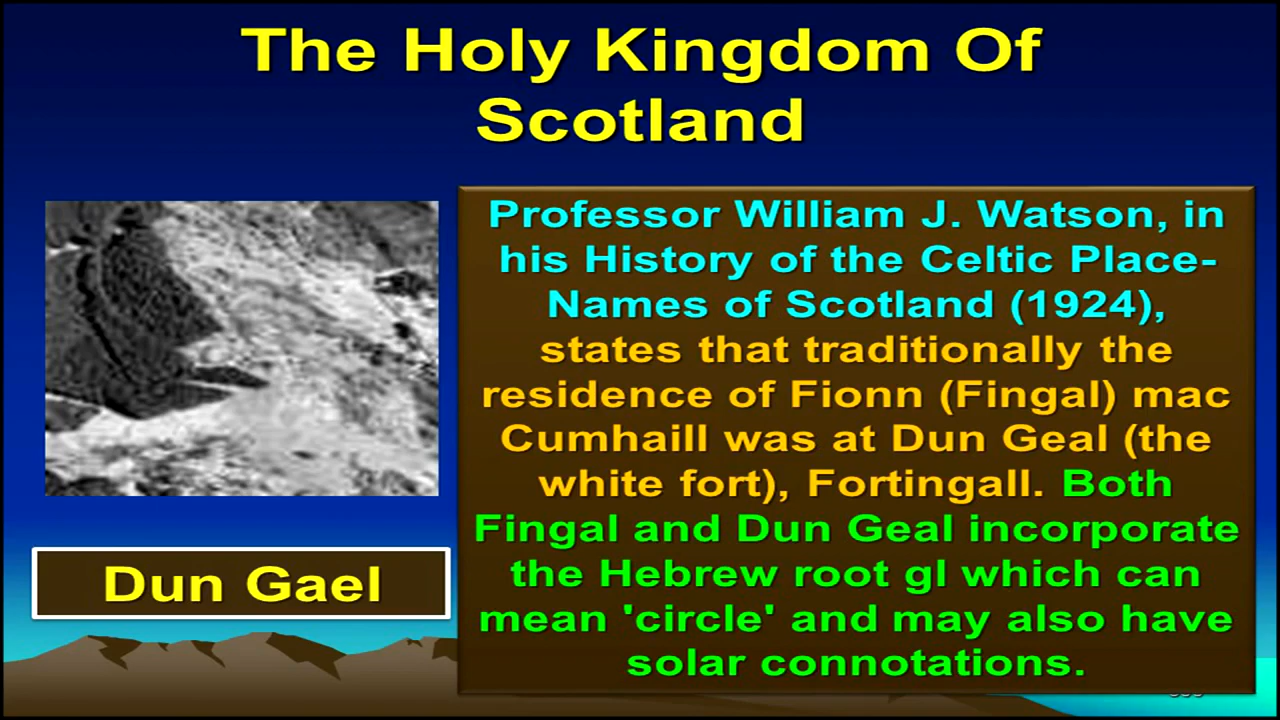 The Holy Kingdom Of
Scotland
Professor William J. Watson, in
his History of the Celtic Place-
Names of Scotland (1924),
states that traditionally the
residence of Fionn (Fingal) mac
Cumhaill was at Dun Geal (the
white fort), Fortingall. Both
Fingal and Dun Geal incorporate
the Hebrew root gl which can
mean 'circle' and may also have
solar connotations.
Dun Gael